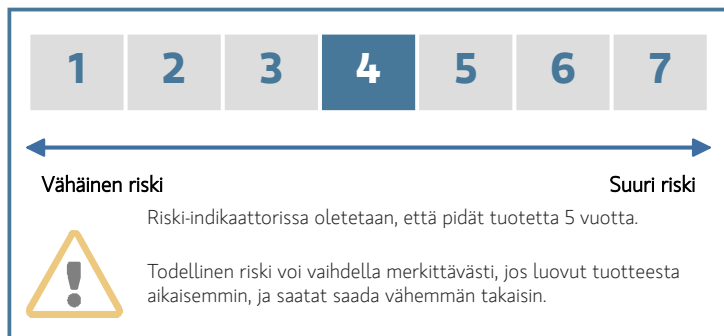 1 2 3 4 5 6 7
Vähäinen riski Suuri riski
Riski-indikaattorissa oletetaan, että pidät tuotetta 5 vuotta.
Todellinen riski voi vaihdella merkittävästi, jos luovut tuotteesta
aikaisemmin, ja saatat saada vähemmän takaisin.